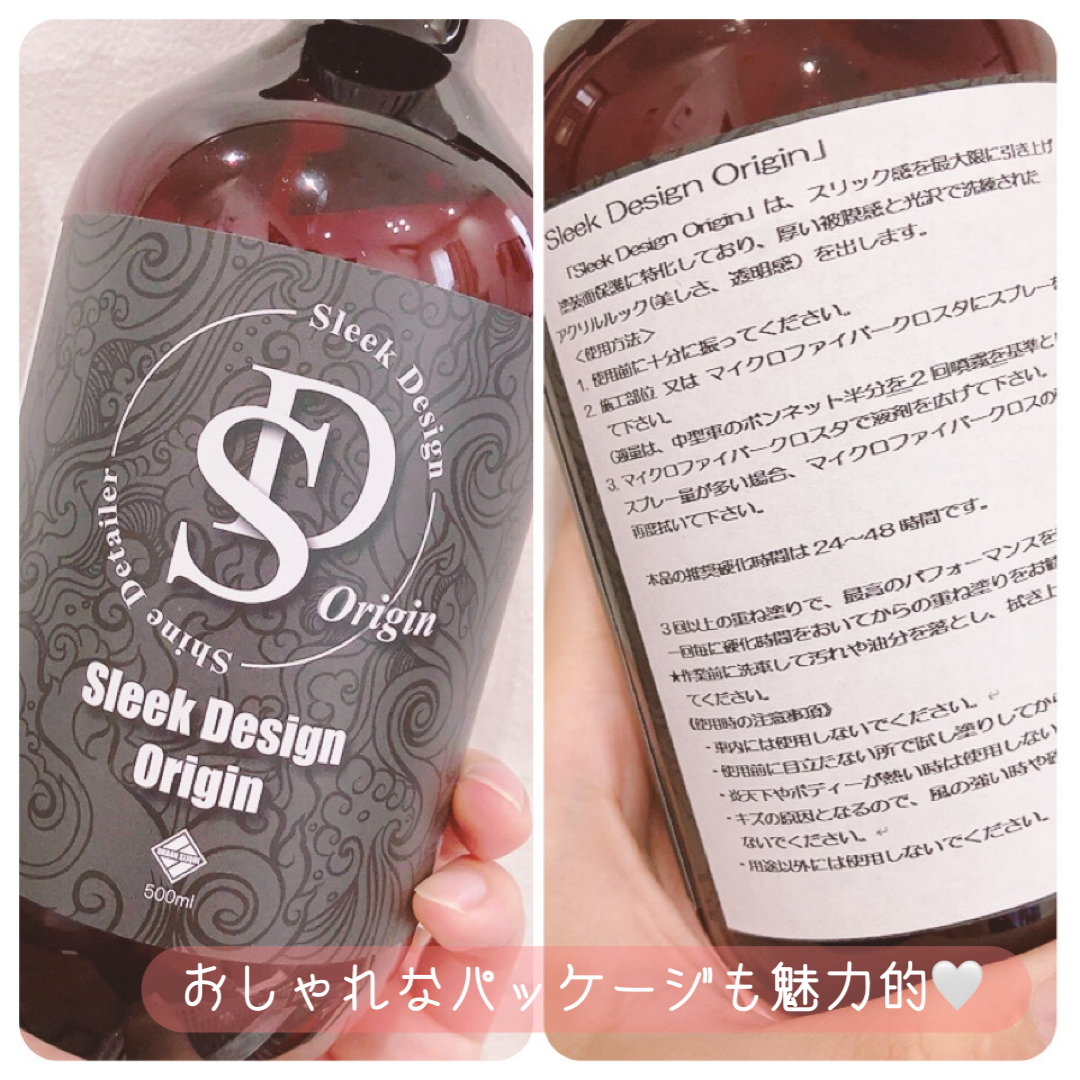 Sleek Design
SD
Origin
Shine Detailer
Sleek Design
Origin
500ml
Sleek Design Origin」
「Sleek Design Origin」は、スリック感を最大限に引き上げ
塗装面保護に特化しており、厚い被膜感と光沢で洗練された
アクリルルック(美しさ、透明感）を出します。
＜使用方法＞
1. 使用前に十分に振ってください。
2. 施工部位 又は マイクロファイバークロスタにスプレー
て下さい。
（適量は、中型車のボンネット半分を2回噴霧を基準と
3. マイクロファイバークロスタで液剤を広げて下さい。
スプレー量が多い場合、マイクロファイバークロスの
再度拭いて下さい。
本品の推奨硬化時間は24～48時間です。
3回以上の重ね塗りで、最高のパフォーマンスを
一回毎に硬化時間をおいてからの重ね塗りをお勧
★作業前に洗車して汚れや油分を落とし、拭き上
てください。
《使用時の注意事項》
・車内には使用しないでください。
・使用前に目立たない所で試し塗りしてから
・炎天下やボディーが熱い時は使用しない
・キズの原因となるので、風の強い時や
ないでください。
・用途以外には使用しないでください。
おしゃれなパッケージも魅力的🤍